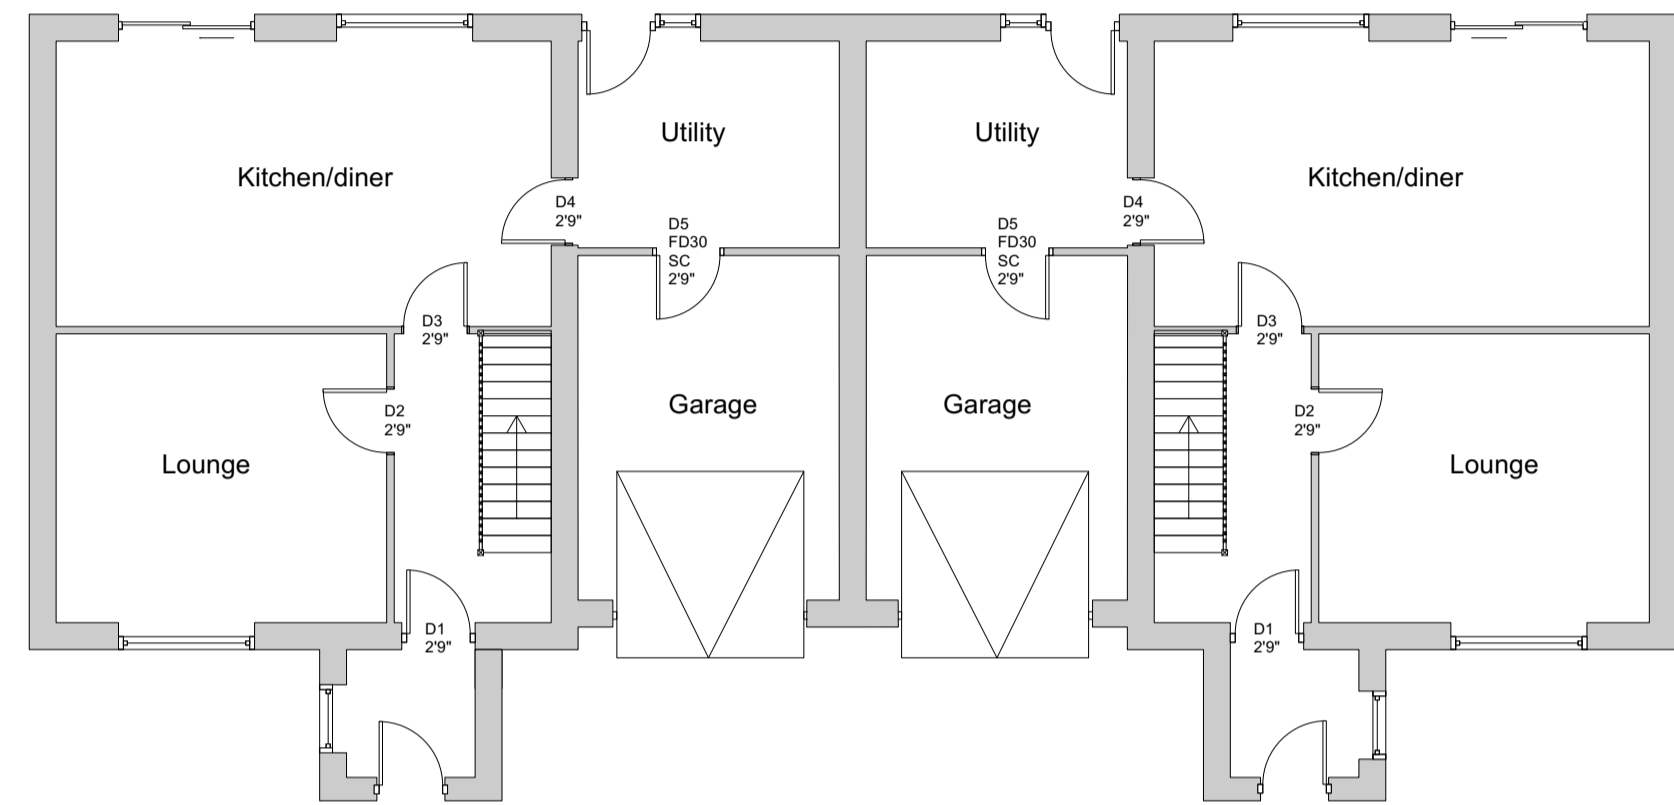 Utility
Utility
Kitchen/diner
Kitchen/diner
D4
2'9"
D5
FD30
SC
2'9"
D5
FD30
SC
2'9"
D4
2'9"
D3
2'9"
D3
2'9"
D2
2'9"
Garage
Garage
D2
2'9"
Lounge
Lounge
D1
2'9"
D1
2'9"